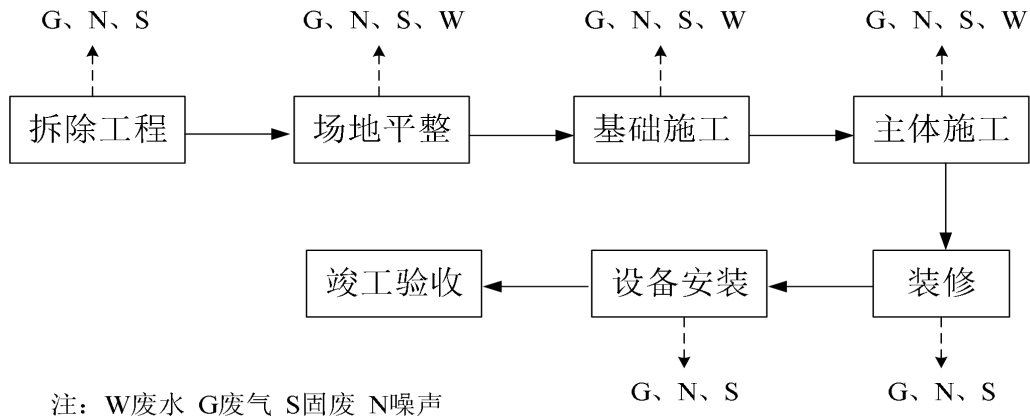 G、N、S G、N、S、W G、N、S、W G、N、S、W
拆除工程 场地平整 基础施工 主体施工
竣工验收 设备安装 装修
G、N、S G、N、S
注：W废水 G废气 S固废 N噪声